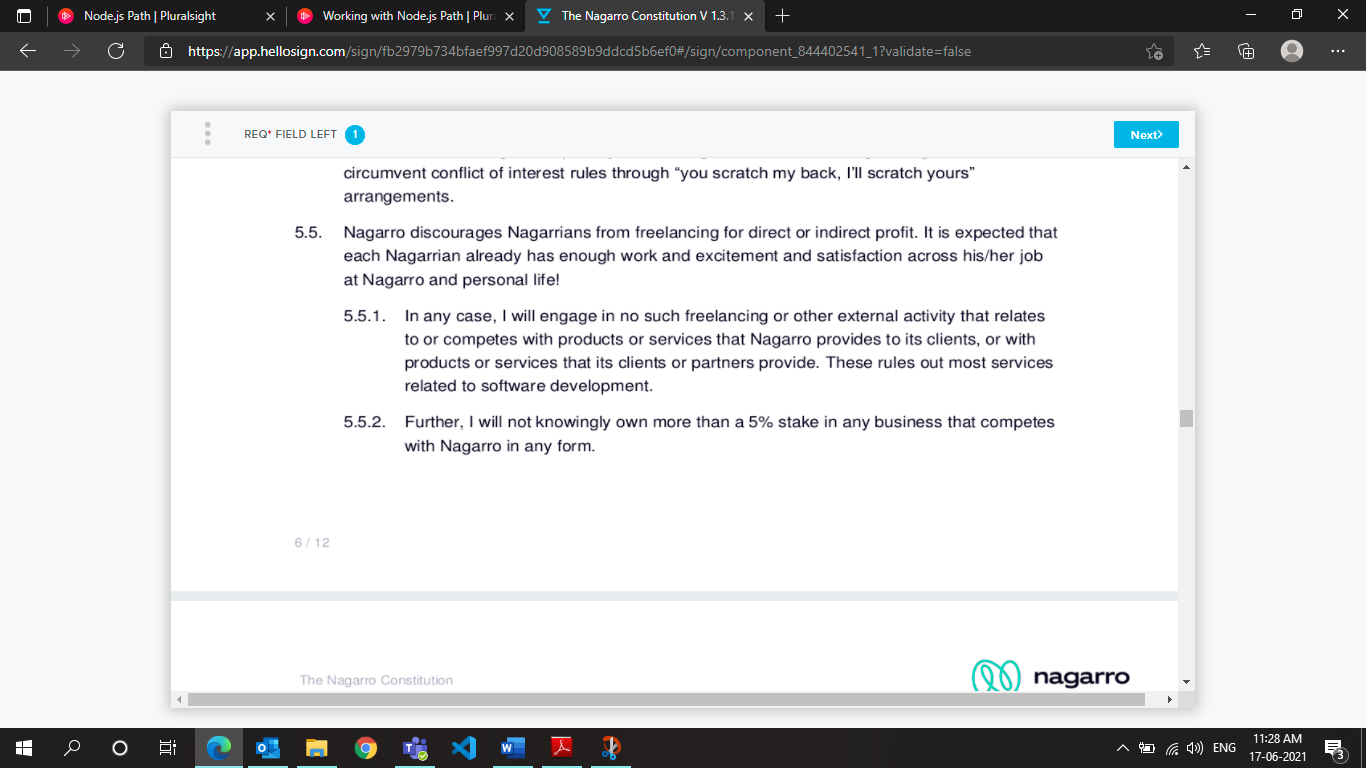 Node.js Path | Pluralsight
Working with Node.js Path | Plur
The Nagarro Constitution V 1.3.1
https://app.hellosign.com/sign/fb2979b734bfaef997d20d908589b9ddcd5b6ef0#/sign/component_844402541_1?validate=false
REQ* FIELD LEFT 1
Next
circumvent conflict of interest rules through “you scratch my back, I’ll scratch yours”
arrangements.
5.5. Nagarro discourages Nagarrians from freelancing for direct or indirect profit. It is expected that
each Nagarrian already has enough work and excitement and satisfaction across his/her job
at Nagarro and personal life!
5.5.1. In any case, I will engage in no such freelancing or other external activity that relates
to or competes with products or services that Nagarro provides to its clients, or with
products or services that its clients or partners provide. These rules out most services
related to software development.
5.5.2. Further, I will not knowingly own more than a 5% stake in any business that competes
with Nagarro in any form.
6 / 12
The Nagarro Constitution
nagarro
ENG
11:28 AM
17-06-2021
3